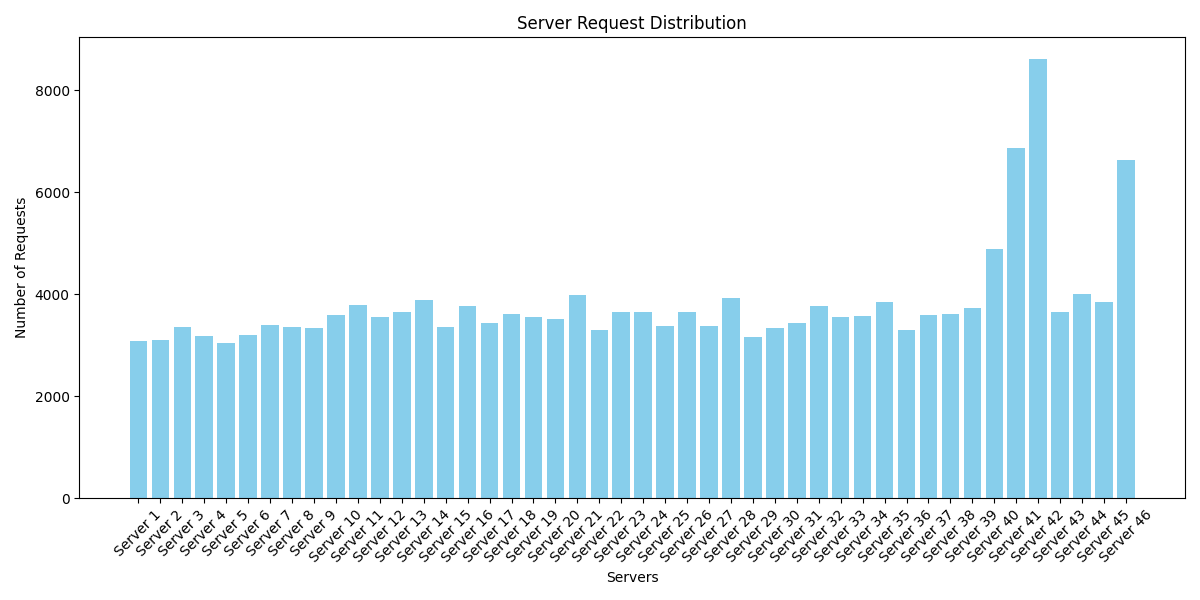 Server Request Distribution
Number of Requests
8000
6000
4000
2000
0
Server 1
Server 2
Server 3
Server 4
Server 5
Server 6
Server 7
Server 8
Server 9
Server 10
Server 11
Server 12
Server 13
Server 14
Server 15
Server 16
Server 17
Server 18
Server 19
Server 20
Server 21
Server 22
Server 23
Server 24
Server 25
Server 26
Server 27
Server 28
Server 29
Server 30
Server 31
Server 32
Server 33
Server 34
Server 35
Server 36
Server 37
Server 38
Server 39
Server 40
Server 41
Server 42
Server 43
Server 44
Server 45
Server 46
Servers